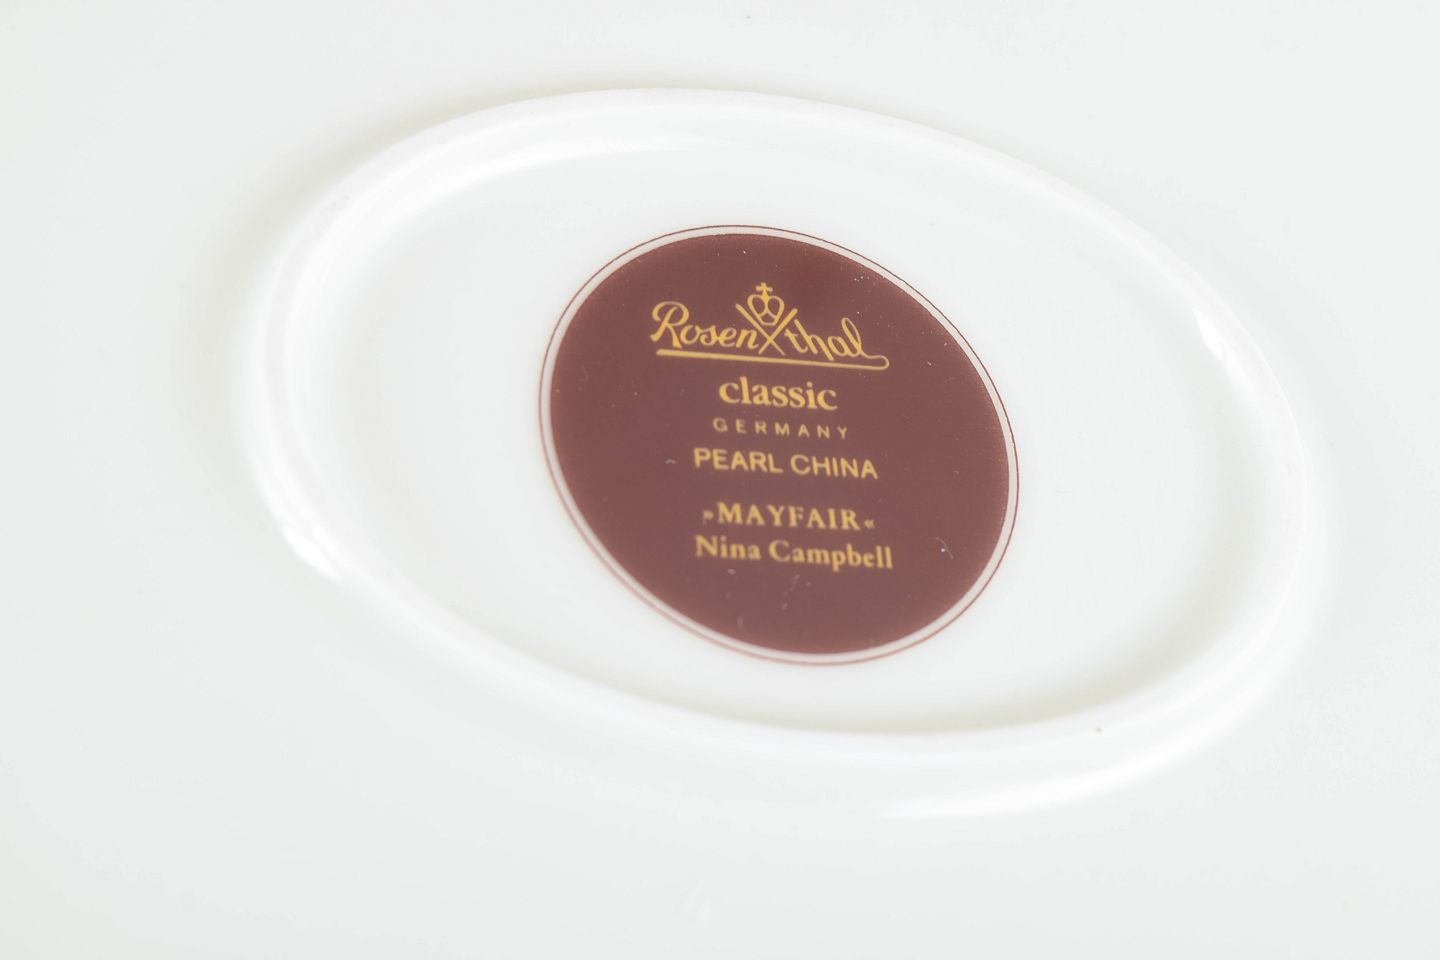 Rosenthal
classic
GERMANY
PEARL CHINA
»MAYFAIR«
Nina Campbell